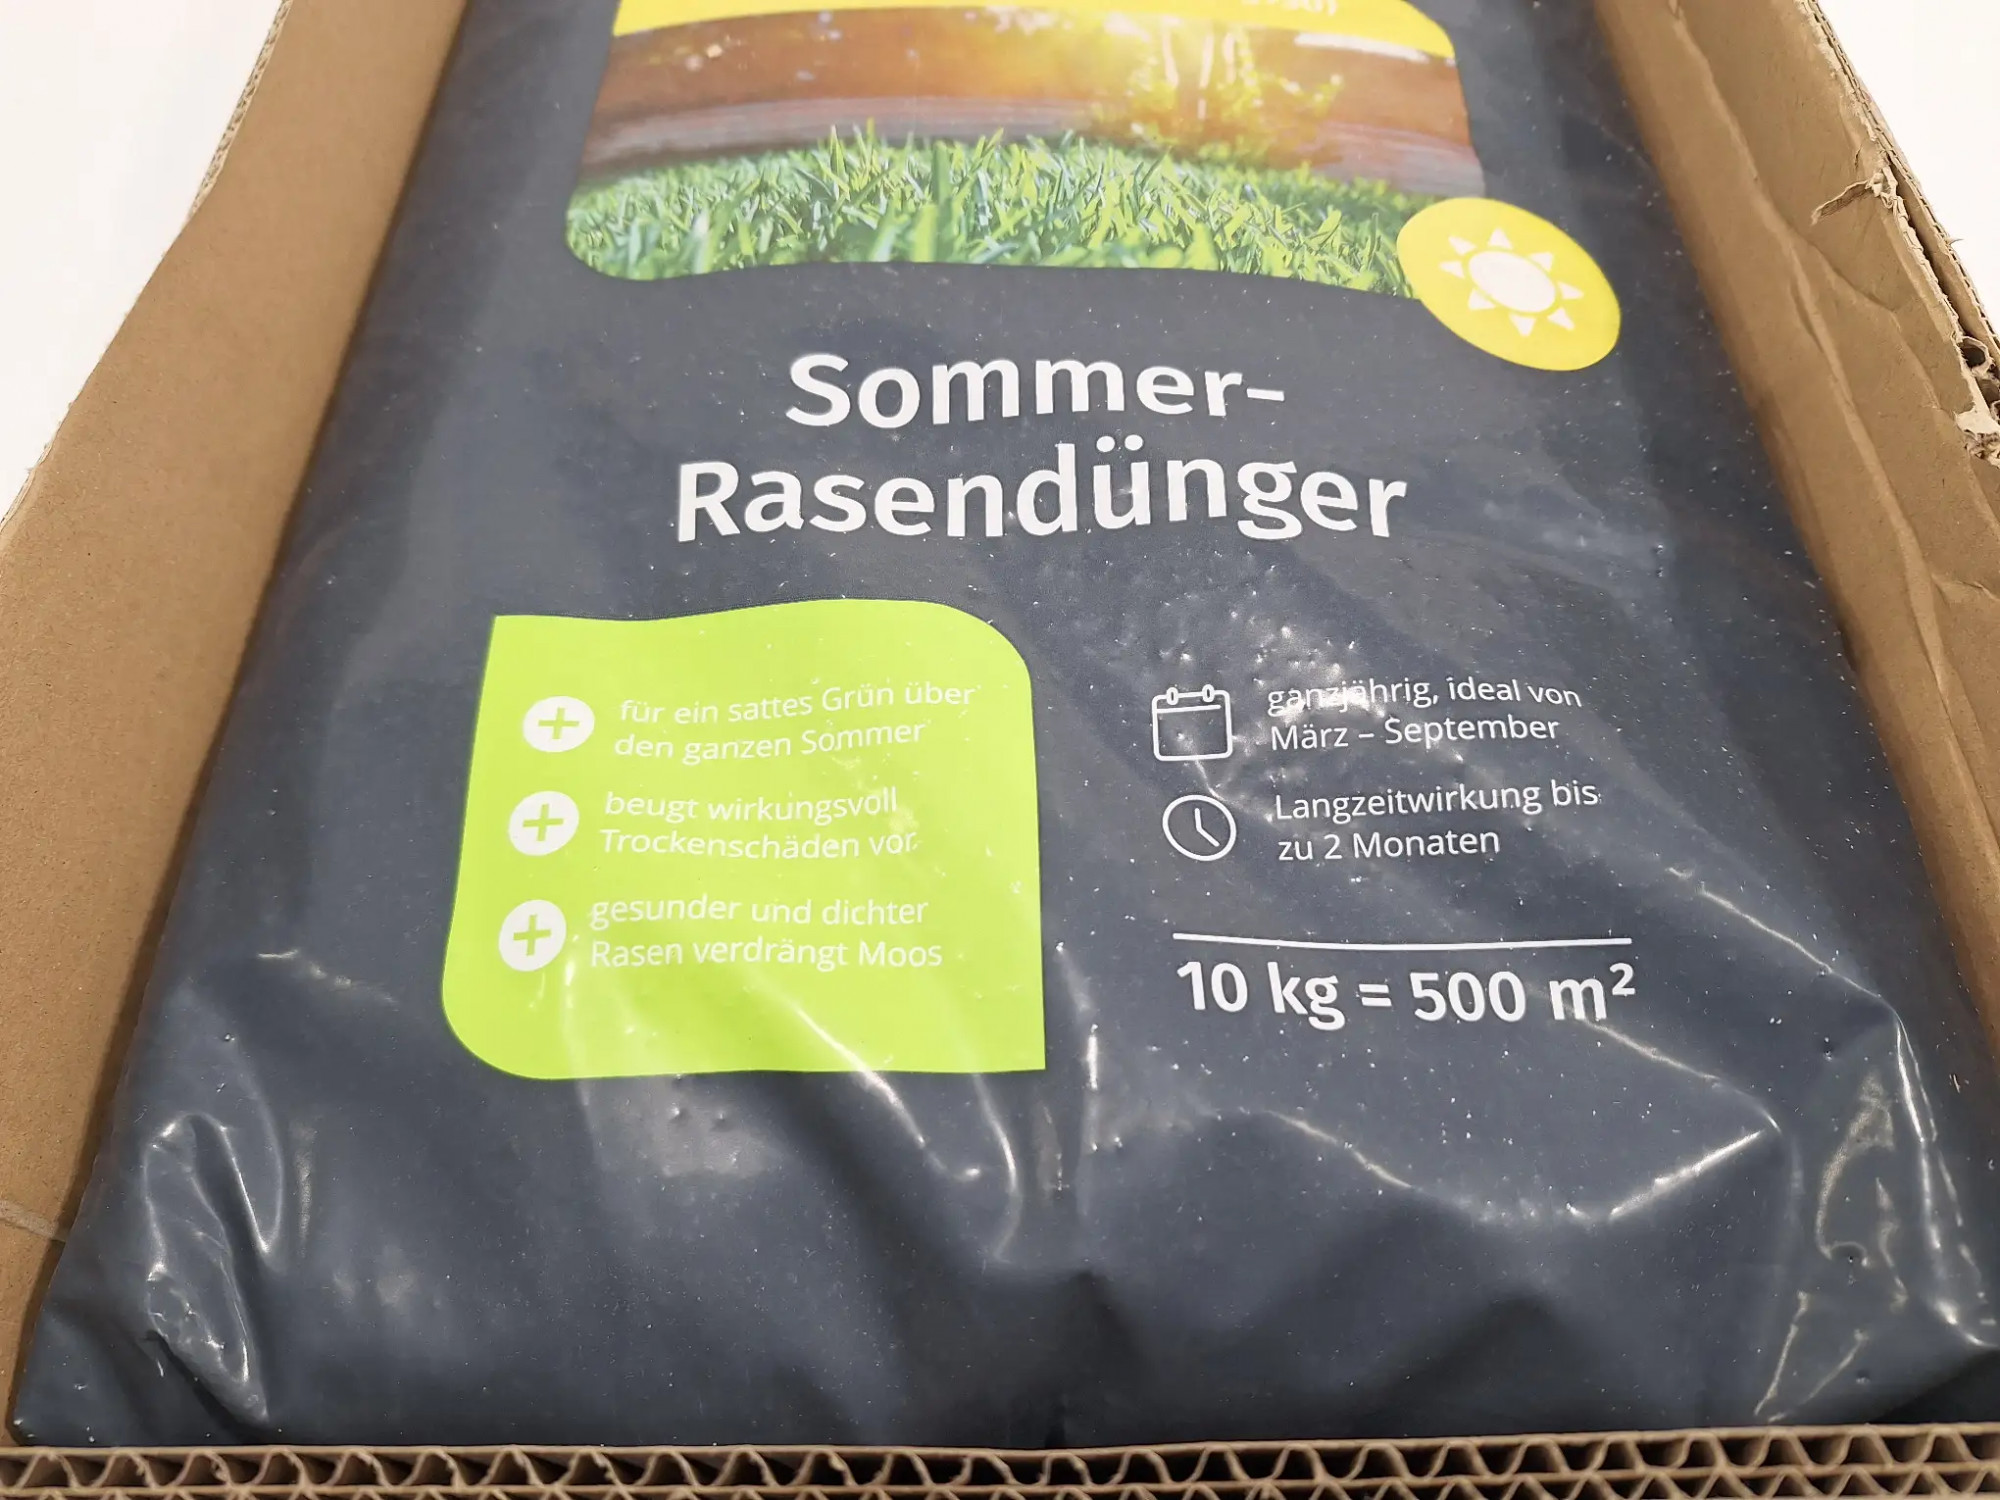 Sommer-
Rasendünger
für ein sattes Grün über
den ganzen Sommer
beugt wirkungsvoll
Trockenschäden vor
gesunder und dichter
Rasen verdrängt Moos
ganzjährig, ideal von
März – September
Langzeitwirkung bis
zu 2 Monaten
10 kg = 500 m²